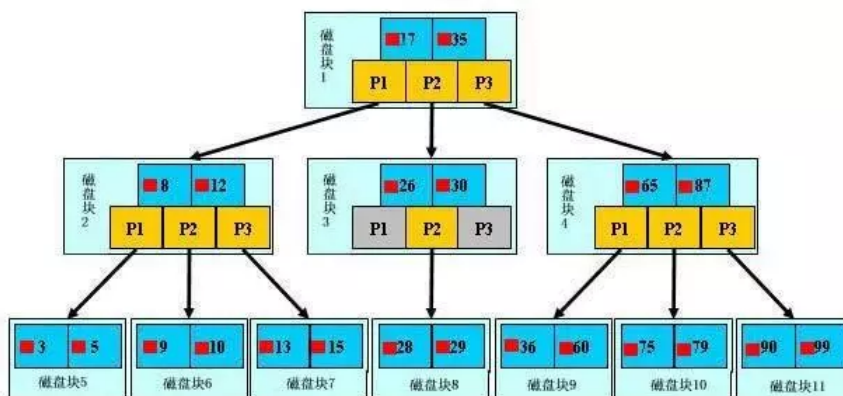 磁盘块1
17 35
P1 P2 P3
磁盘块2
8 12
P1 P2 P3
磁盘块3
26 30
P1 P2 P3
磁盘块4
65 87
P1 P2 P3
3 5
磁盘块5
9 10
磁盘块6
13 15
磁盘块7
28 29
磁盘块8
36 60
磁盘块9
75 79
磁盘块10
90 99
磁盘块11